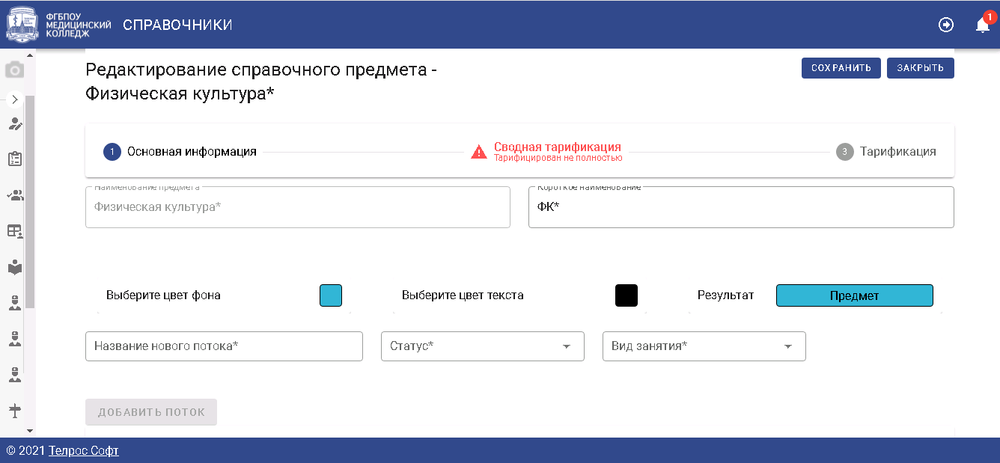 ФГБПОУ
МЕДИЦИНСКИЙ
КОЛЛЕДЖ
СПРАВОЧНИКИ
1
Редактирование справочного предмета -
Физическая культура*
СОХРАНИТЬ
ЗАКРЫТЬ
1 Основная информация
Сводная тарификация
Тарифицирован не полностью
3 Тарификация
Наименование предмета
Физическая культура*
Короткое наименование
ФК*
Выберите цвет фона
Выберите цвет текста
Результат
Предмет
Название нового потока*
Статус*
Вид занятия*
ДОБАВИТЬ ПОТОК
© 2021 Телрос Софт